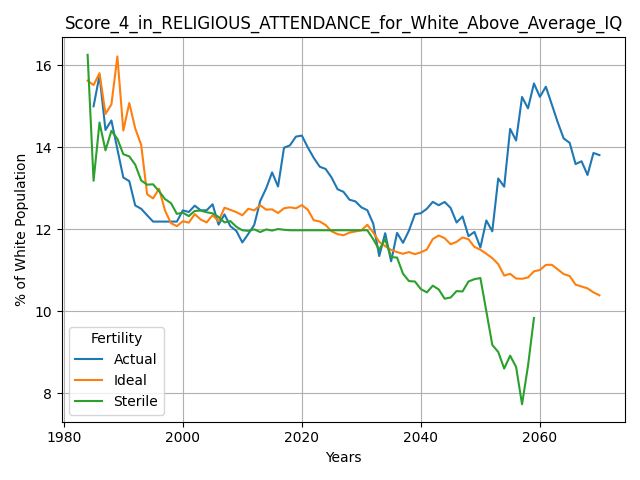 Score_4_in_RELIGIOUS_ATTENDANCE_for_White_Above_Average_IQ
% of White Population
16
14
12
10
8
Fertility
Actual
Ideal
Sterile
1980
2000
2020
2040
2060
Years